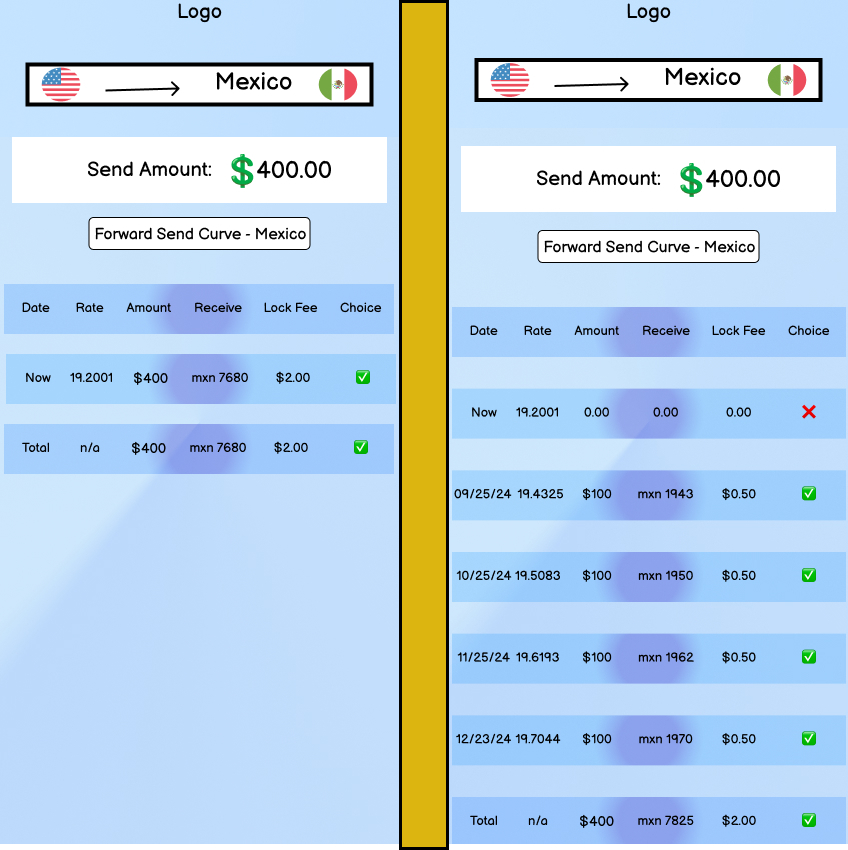 Logo
Mexico
Send Amount: 💲400.00
Forward Send Curve - Mexico
Date Rate Amount Receive Lock Fee Choice
Now 19.2001 $400 mxn 7680 $2.00 ✅
Total n/a $400 mxn 7680 $2.00 ✅
Logo
Mexico
Send Amount: 💲400.00
Forward Send Curve - Mexico
Date Rate Amount Receive Lock Fee Choice
Now 19.2001 0.00 0.00 0.00 ❌
09/25/24 19.4325 $100 mxn 1943 $0.50 ✅
10/25/24 19.5083 $100 mxn 1950 $0.50 ✅
11/25/24 19.6193 $100 mxn 1962 $0.50 ✅
12/23/24 19.7044 $100 mxn 1970 $0.50 ✅
Total n/a $400 mxn 7825 $2.00 ✅